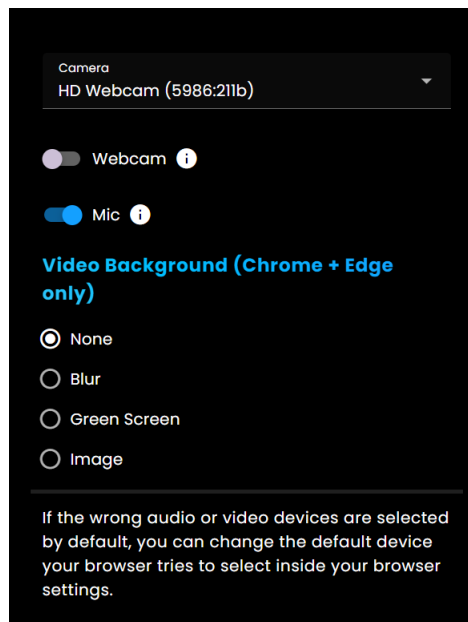 Camera
HD Webcam (5986:211b)
Webcam
Mic
Video Background (Chrome + Edge
only)
None
Blur
Green Screen
Image
If the wrong audio or video devices are selected
by default, you can change the default device
your browser tries to select inside your browser
settings.